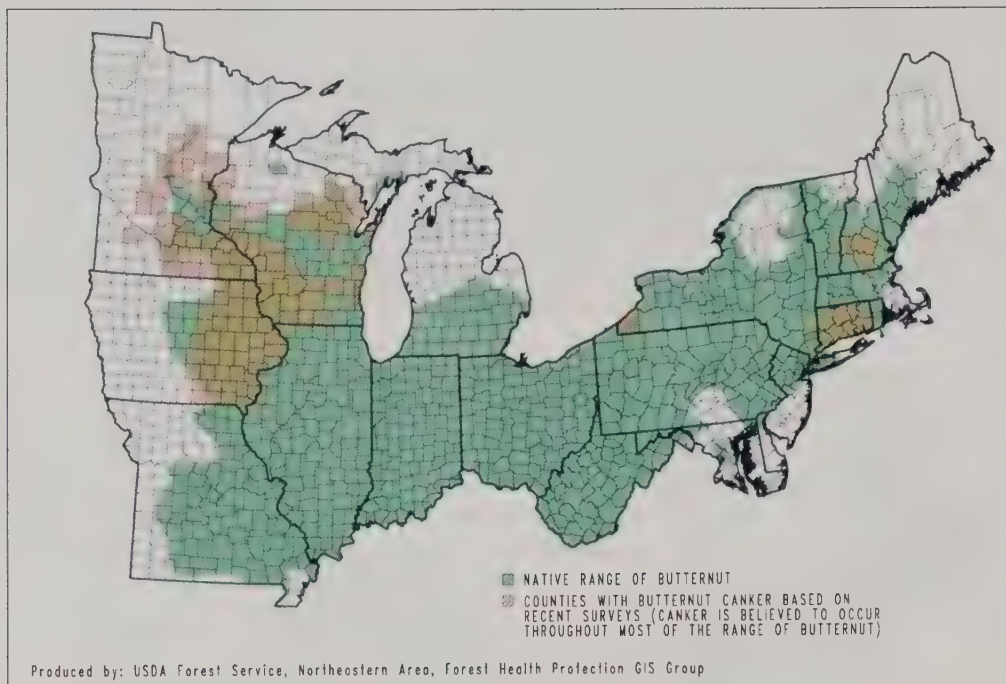 NATIVE RANGE OF BUTTERNUT
COUNTIES WITH BUTTERNUT CANKER BASED ON
RECENT SURVEYS (CANKER IS BELIEVED TO OCCUR
THROUGHOUT MOST OF THE RANGE OF BUTTERNUT)
Produced by: USDA Forest Service, Northeastern Area, Forest Health Protection GIS Group